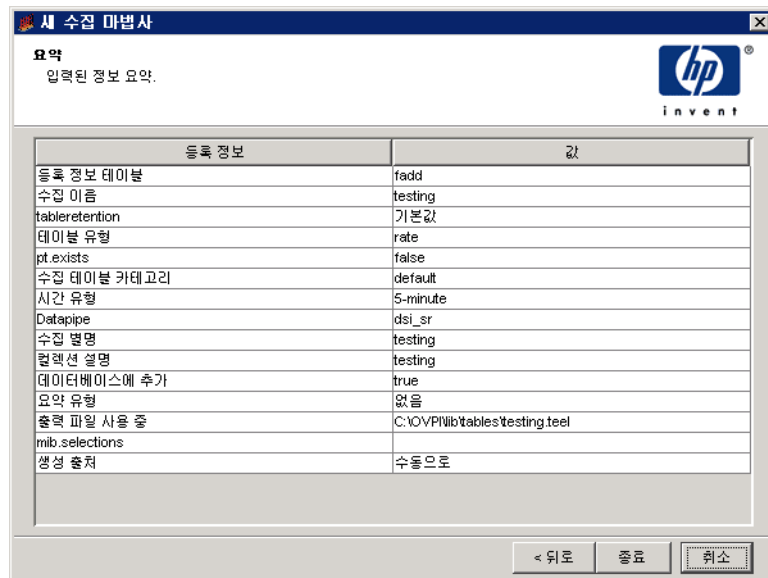 새 수집 마법사
요약
입력된 정보 요약.
hp
®
invent
등록 정보 값
등록 정보 테이블 fadd
수집 이름 testing
tableretention 기본값
테이블 유형 rate
pt.exists false
수집 테이블 카테고리 default
시간 유형 5-minute
Datapipe dsi_sr
수집 별명 testing
컬렉션 설명 testing
데이터베이스에 추가 true
요약 유형 없음
출력 파일 사용 중 C:\OVPI\lib\tables\testing.teel
mib.selections
생성 출처 수동으로
< 뒤로 종료 취소